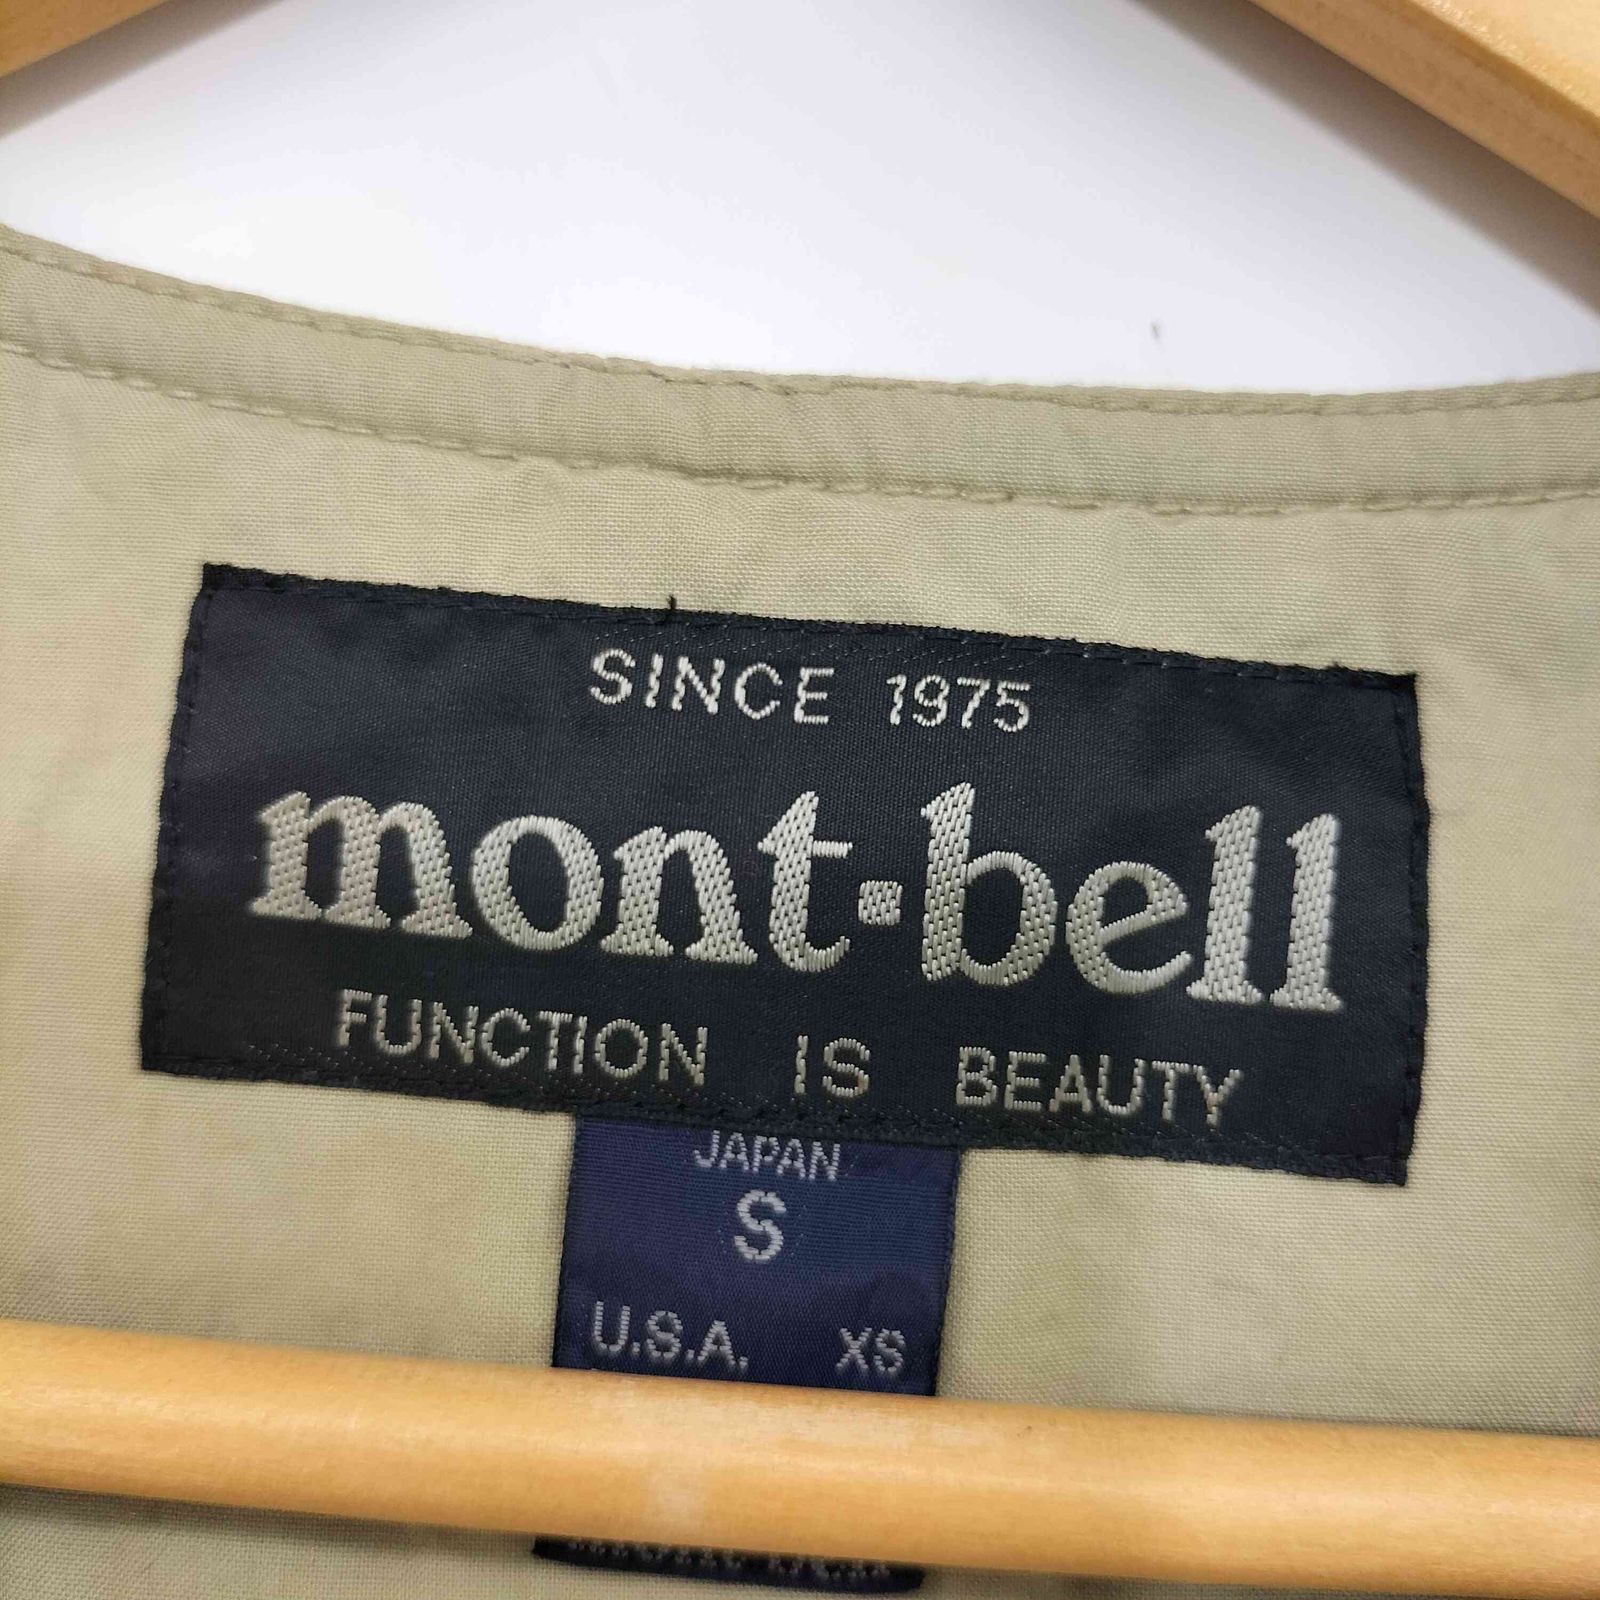 SINCE 1975
mont-bell
FUNCTION IS BEAUTY
JAPAN
S
U.S.A. XS